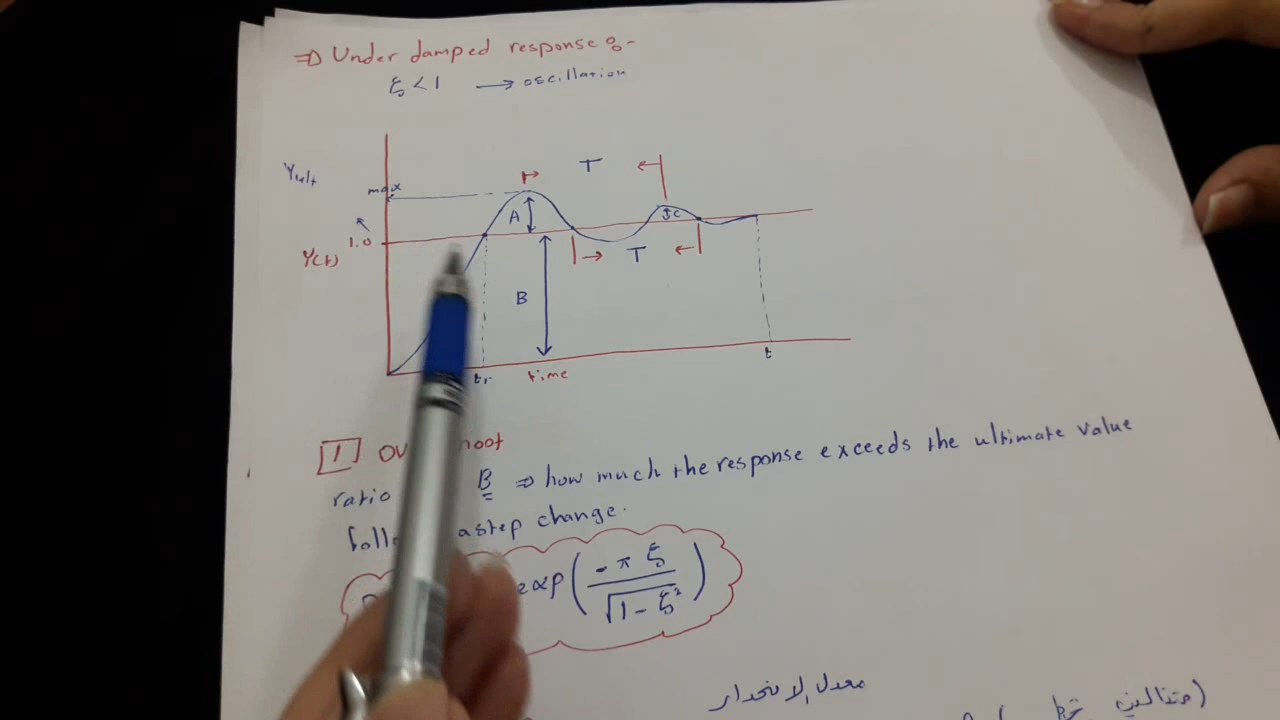 ⇒ Under damped response :-
ξ < 1 → oscillation
T
max
A
C
1.0
Y(t)
T
B
tr
time
t
1
ratio B ⇒ how much the response exceeds the ultimate value
a step change.
exp ( -π ξ / √1-ξ² )
معدل الانحدار